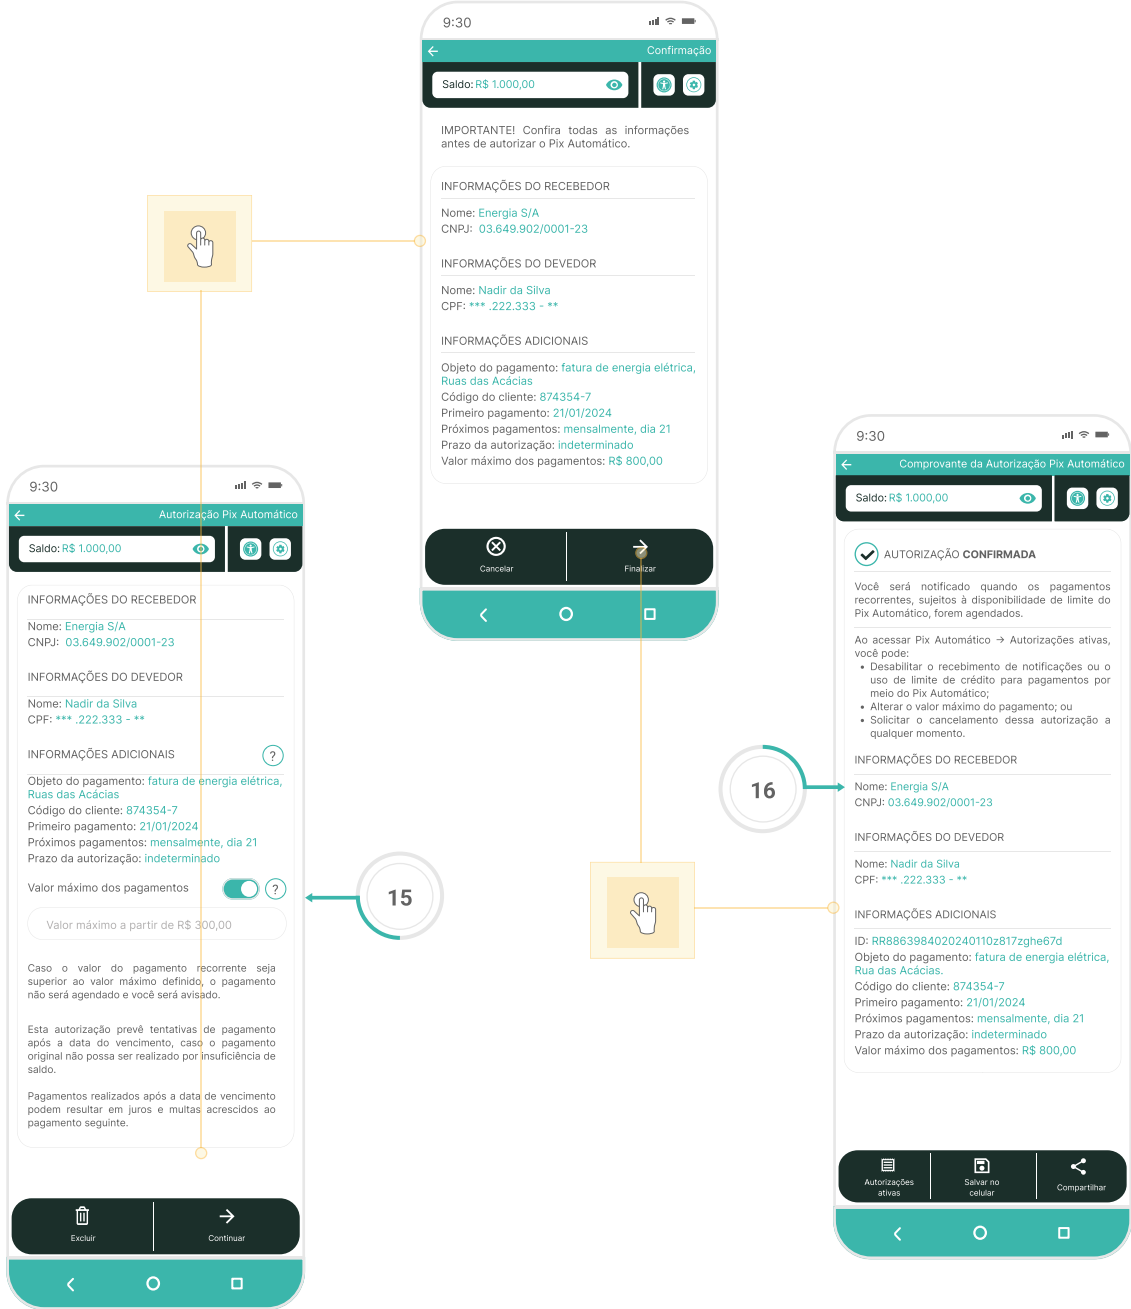 9:30
Confirmação
Saldo: R$ 1.000,00
IMPORTANTE! Confira todas as informações
antes de autorizar o Pix Automático.
INFORMAÇÕES DO RECEBEDOR
Nome: Energia S/A
CNPJ: 03.649.902/0001-23
INFORMAÇÕES DO DEVEDOR
Nome: Nadir da Silva
CPF: *** .222.333 - **
INFORMAÇÕES ADICIONAIS
Objeto do pagamento: fatura de energia elétrica,
Ruas das Acácias
Código do cliente: 874354-7
Primeiro pagamento: 21/01/2024
Próximos pagamentos: mensalmente, dia 21
Prazo da autorização: indeterminado
Valor máximo dos pagamentos: R$ 800,00
Cancelar
Finalizar
9:30
Autorização Pix Automático
Saldo: R$ 1.000,00
INFORMAÇÕES DO RECEBEDOR
Nome: Energia S/A
CNPJ: 03.649.902/0001-23
INFORMAÇÕES DO DEVEDOR
Nome: Nadir da Silva
CPF: *** .222.333 - **
INFORMAÇÕES ADICIONAIS ?
Objeto do pagamento: fatura de energia elétrica,
Ruas das Acácias
Código do cliente: 874354-7
Primeiro pagamento: 21/01/2024
Próximos pagamentos: mensalmente, dia 21
Prazo da autorização: indeterminado
Valor máximo dos pagamentos ?
Valor máximo a partir de R$ 300,00
Caso o valor do pagamento recorrente seja
superior ao valor máximo definido, o pagamento
não será agendado e você será avisado.
Esta autorização prevê tentativas de pagamento
após a data do vencimento, caso o pagamento
original não possa ser realizado por insuficiência de
saldo.
Pagamentos realizados após a data de vencimento
podem resultar em juros e multas acrescidos ao
pagamento seguinte.
Excluir
Continuar
15
16
9:30
Comprovante da Autorização Pix Automático
Saldo: R$ 1.000,00
AUTORIZAÇÃO CONFIRMADA
Você será notificado quando os pagamentos
recorrentes, sujeitos à disponibilidade de limite do
Pix Automático, forem agendados.
Ao acessar Pix Automático → Autorizações ativas,
você pode:
• Desabilitar o recebimento de notificações ou o
uso de limite de crédito para pagamentos por
meio do Pix Automático;
• Alterar o valor máximo do pagamento; ou
• Solicitar o cancelamento dessa autorização a
qualquer momento.
INFORMAÇÕES DO RECEBEDOR
Nome: Energia S/A
CNPJ: 03.649.902/0001-23
INFORMAÇÕES DO DEVEDOR
Nome: Nadir da Silva
CPF: *** .222.333 - **
INFORMAÇÕES ADICIONAIS
ID: RR8863984020240110z817zghe67d
Objeto do pagamento: fatura de energia elétrica,
Rua das Acácias.
Código do cliente: 874354-7
Primeiro pagamento: 21/01/2024
Próximos pagamentos: mensalmente, dia 21
Prazo da autorização: indeterminado
Valor máximo dos pagamentos: R$ 800,00
Autorizações
ativas
Salvar no
celular
Compartilhar